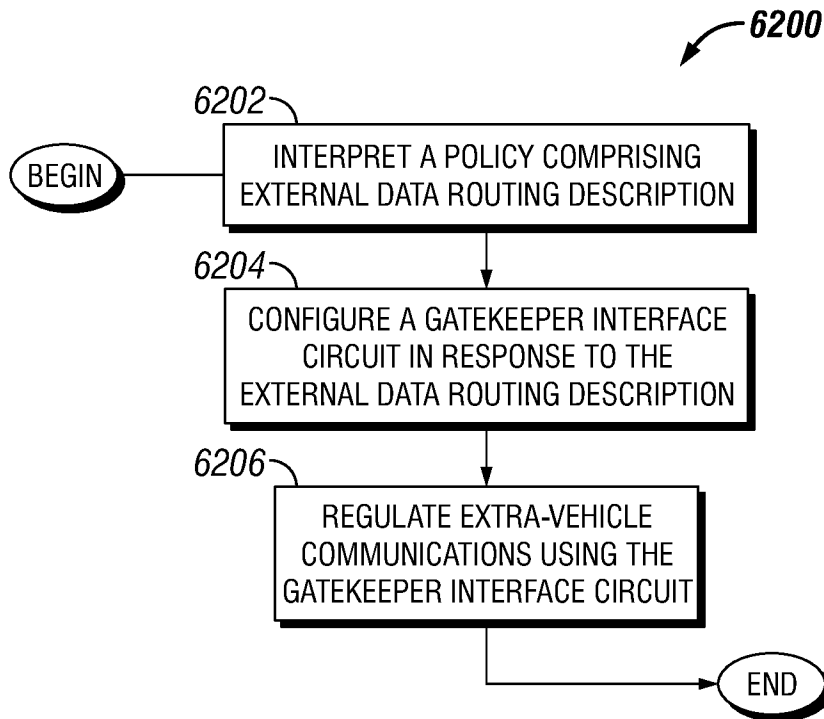 6200
6202
BEGIN
INTERPRET A POLICY COMPRISING
EXTERNAL DATA ROUTING DESCRIPTION
6204
CONFIGURE A GATEKEEPER INTERFACE
CIRCUIT IN RESPONSE TO THE
EXTERNAL DATA ROUTING DESCRIPTION
6206
REGULATE EXTRA-VEHICLE
COMMUNICATIONS USING THE
GATEKEEPER INTERFACE CIRCUIT
END